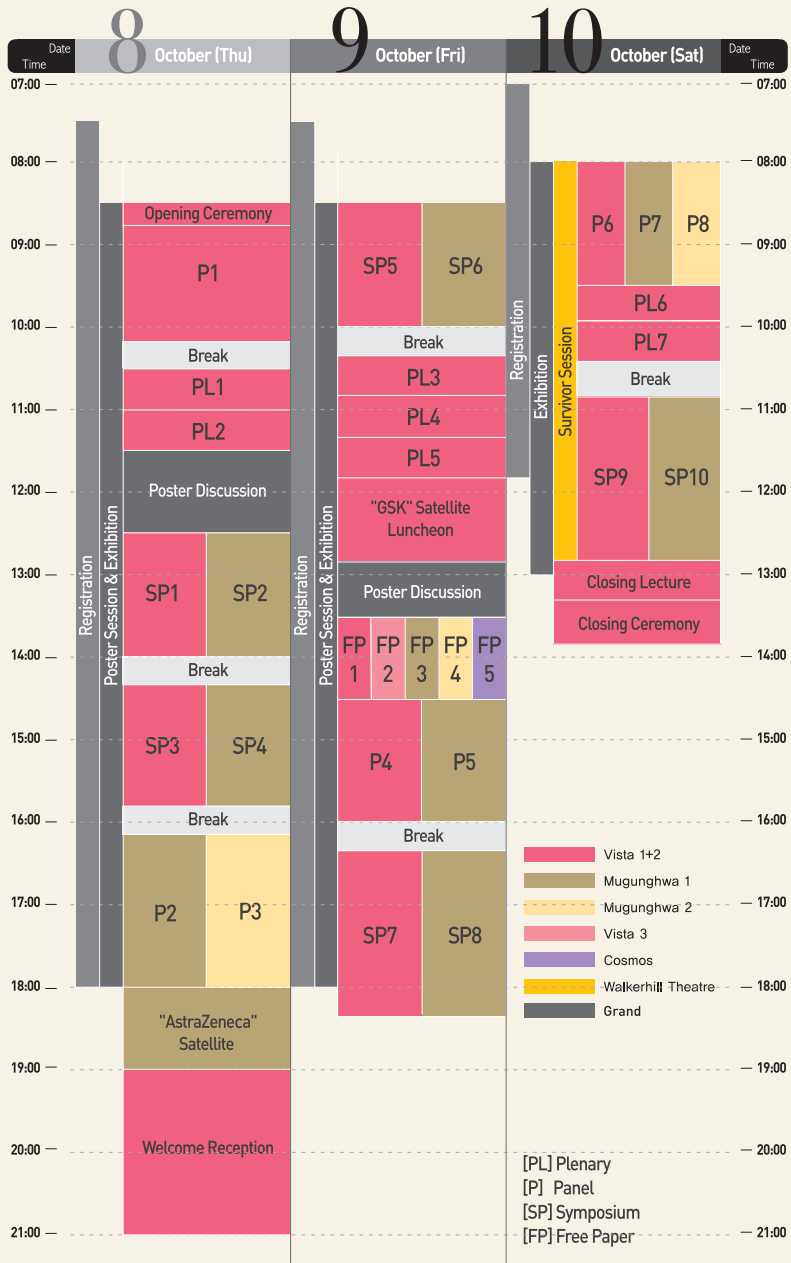 8
9
10
Date
Time
October (Thu)
October (Fri)
October (Sat)
Date
Time
07:00
08:00
09:00
10:00
11:00
12:00
13:00
14:00
15:00
16:00
17:00
18:00
19:00
20:00
21:00
Registration
Poster Session & Exhibition
Opening Ceremony
P1
Break
PL1
PL2
Poster Discussion
SP1
SP2
Break
SP3
SP4
Break
P2
P3
"AstraZeneca"
Satellite
Welcome Reception
Registration
Poster Session & Exhibition
SP5
SP6
Break
PL3
PL4
PL5
"GSK" Satellite
Luncheon
Poster Discussion
FP
1
FP
2
FP
3
FP
4
FP
5
P4
P5
Break
SP7
SP8
Registration
Exhibition
Survivor Session
P6
P7
P8
PL6
PL7
Break
SP9
SP10
Closing Lecture
Closing Ceremony
07:00
08:00
09:00
10:00
11:00
12:00
13:00
14:00
15:00
16:00
17:00
18:00
19:00
20:00
21:00
Vista 1+2
Mugunghwa 1
Mugunghwa 2
Vista 3
Cosmos
Walkerhill Theatre
Grand
[PL] Plenary
[P] Panel
[SP] Symposium
[FP] Free Paper